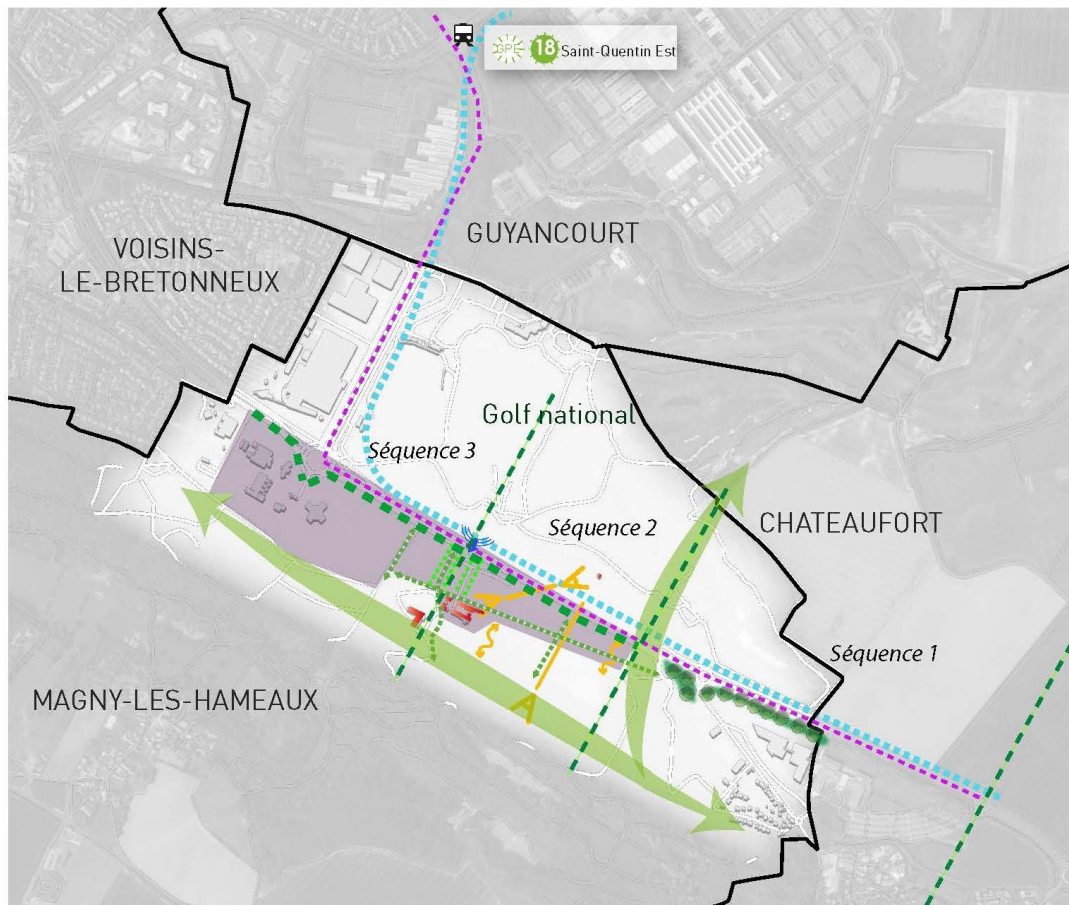 GPE 18 Saint-Quentin Est
GUYANCOURT
VOISINS-
LE-BRETONNEUX
Golf national
Séquence 3
Séquence 2
CHATEAUFORT
A
A
A
Séquence 1
MAGNY-LES-HAMEAUX